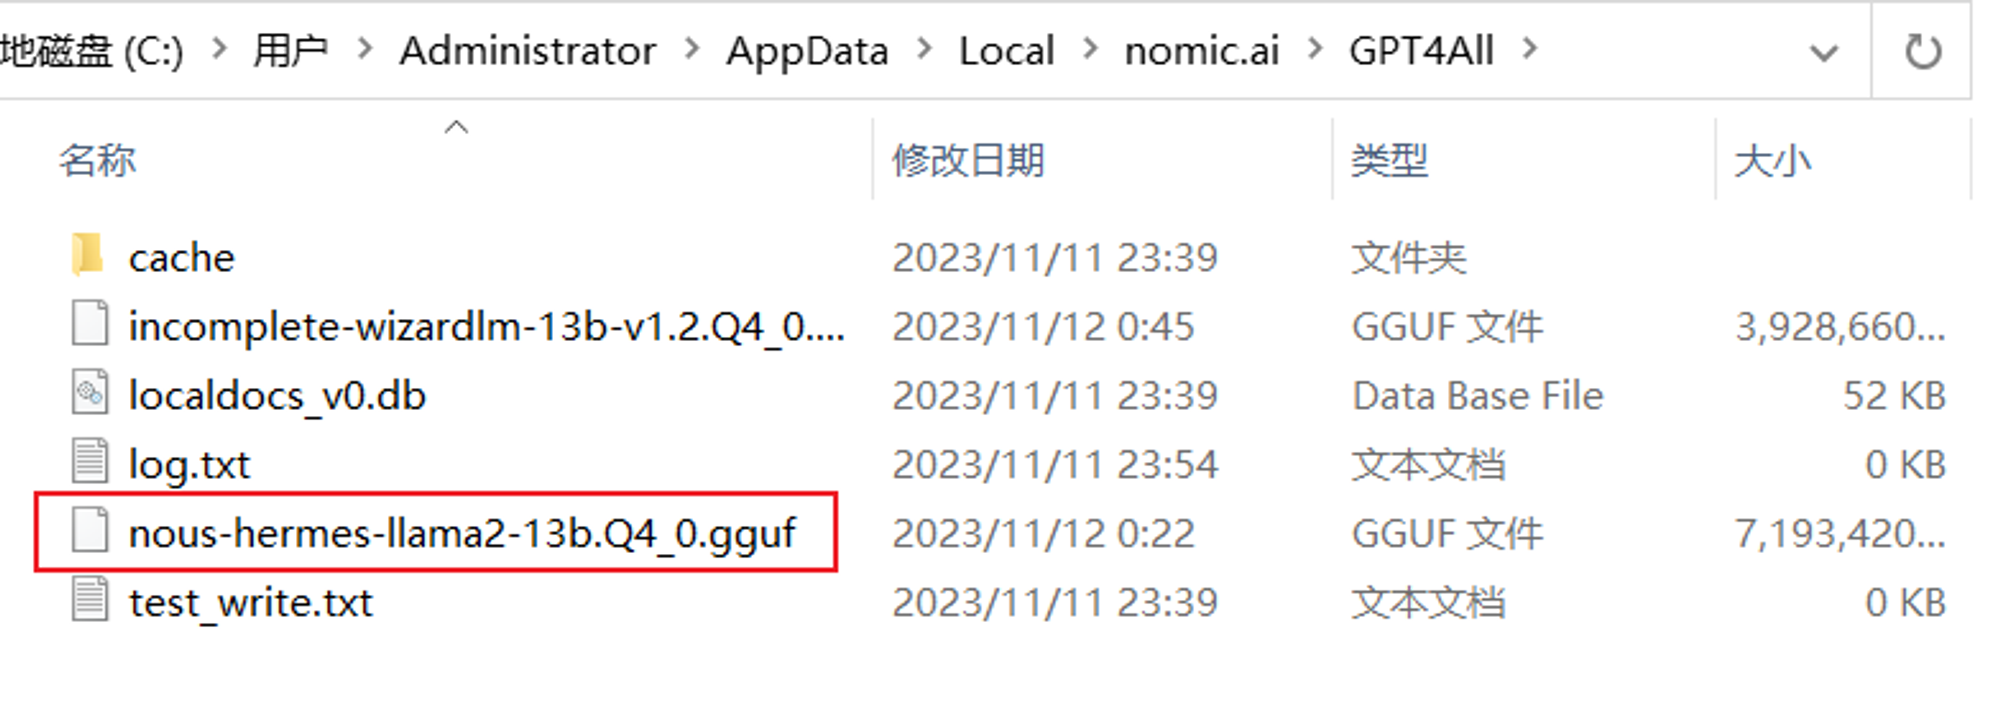 地磁盘 (C:) > 用户 > Administrator > AppData > Local > nomic.ai > GPT4All >
名称 修改日期 类型 大小
cache 2023/11/11 23:39 文件夹
incomplete-wizardlm-13b-v1.2.Q4_0.... 2023/11/12 0:45 GGUF 文件 3,928,660...
localdocs_v0.db 2023/11/11 23:39 Data Base File 52 KB
log.txt 2023/11/11 23:54 文本文档 0 KB
nous-hermes-llama2-13b.Q4_0.gguf 2023/11/12 0:22 GGUF 文件 7,193,420...
test_write.txt 2023/11/11 23:39 文本文档 0 KB